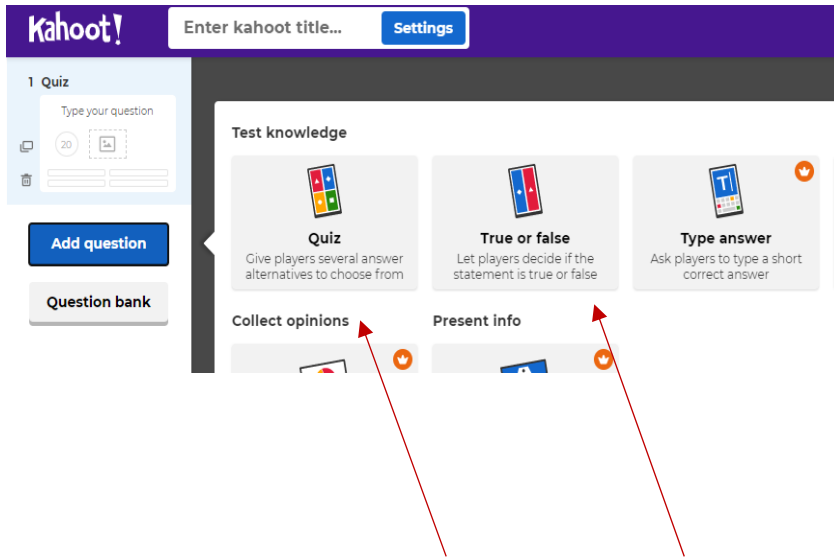 Kahoot!
Enter kahoot title...
Settings
1 Quiz
Type your question
20
Add question
Question bank
Test knowledge
Quiz
Give players several answer
alternatives to choose from
True or false
Let players decide if the
statement is true or false
T
Type answer
Ask players to type a short
correct answer
Collect opinions
Present info